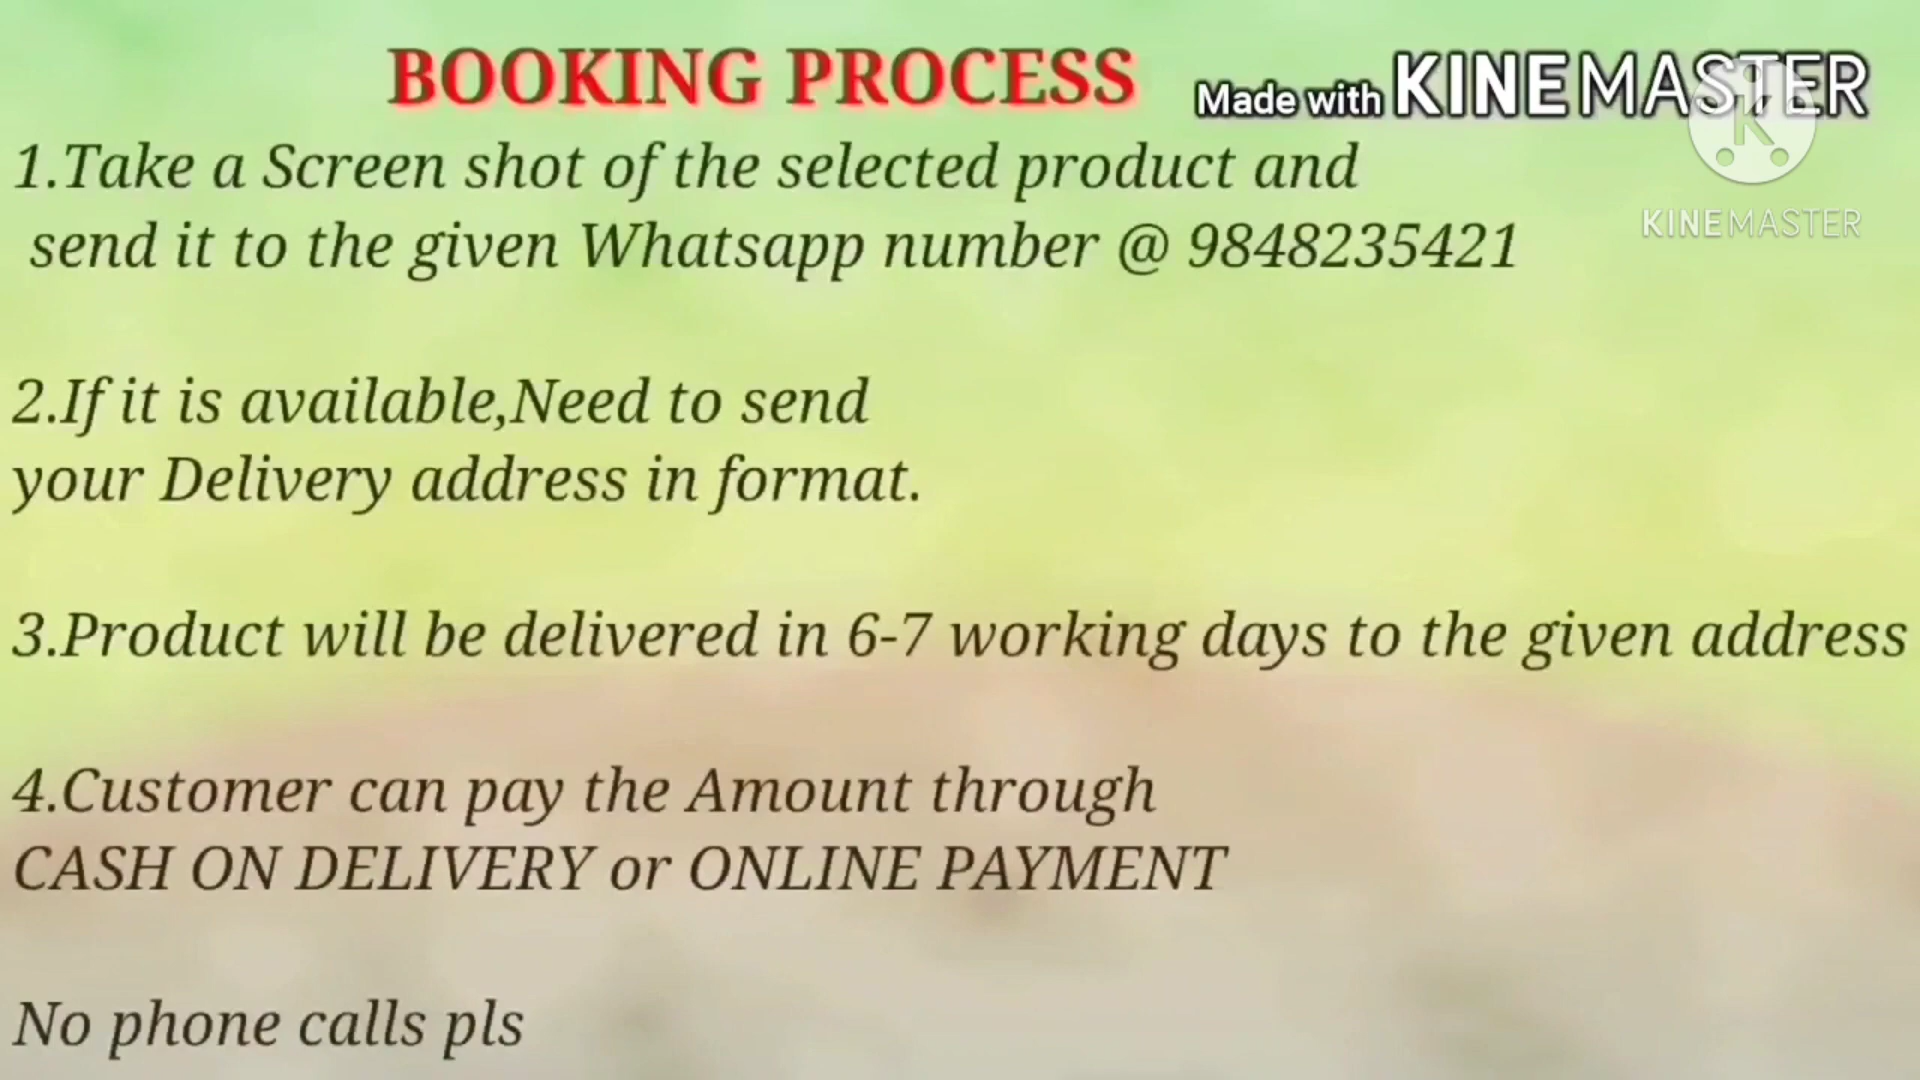 BOOKING PROCESS
Made with KINEMASTER
K
KINEMASTER
1.Take a Screen shot of the selected product and
send it to the given Whatsapp number @ 9848235421
2.If it is available,Need to send
your Delivery address in format.
3.Product will be delivered in 6-7 working days to the given address
4.Customer can pay the Amount through
CASH ON DELIVERY or ONLINE PAYMENT
No phone calls pls